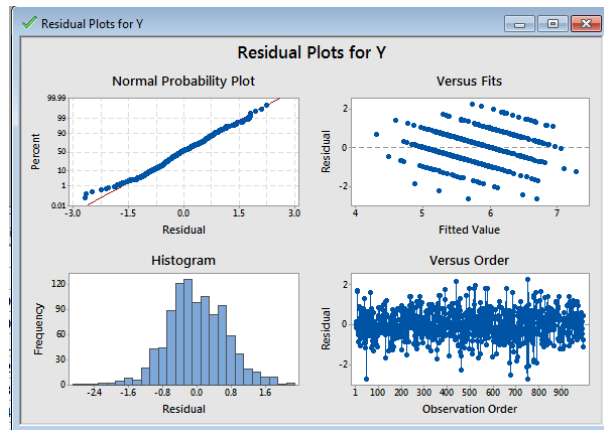 Residual Plots for Y
Residual Plots for Y
Normal Probability Plot
99.99
99
90
50
10
1
0.01
Percent
-3.0 -1.5 0.0 1.5 3.0
Residual
Versus Fits
2
0
-2
Residual
4 5 6 7
Fitted Value
Histogram
120
90
60
30
0
Frequency
-2.4 -1.6 -0.8 0.0 0.8 1.6
Residual
Versus Order
2
0
-2
Residual
1 100 200 300 400 500 600 700 800 900
Observation Order